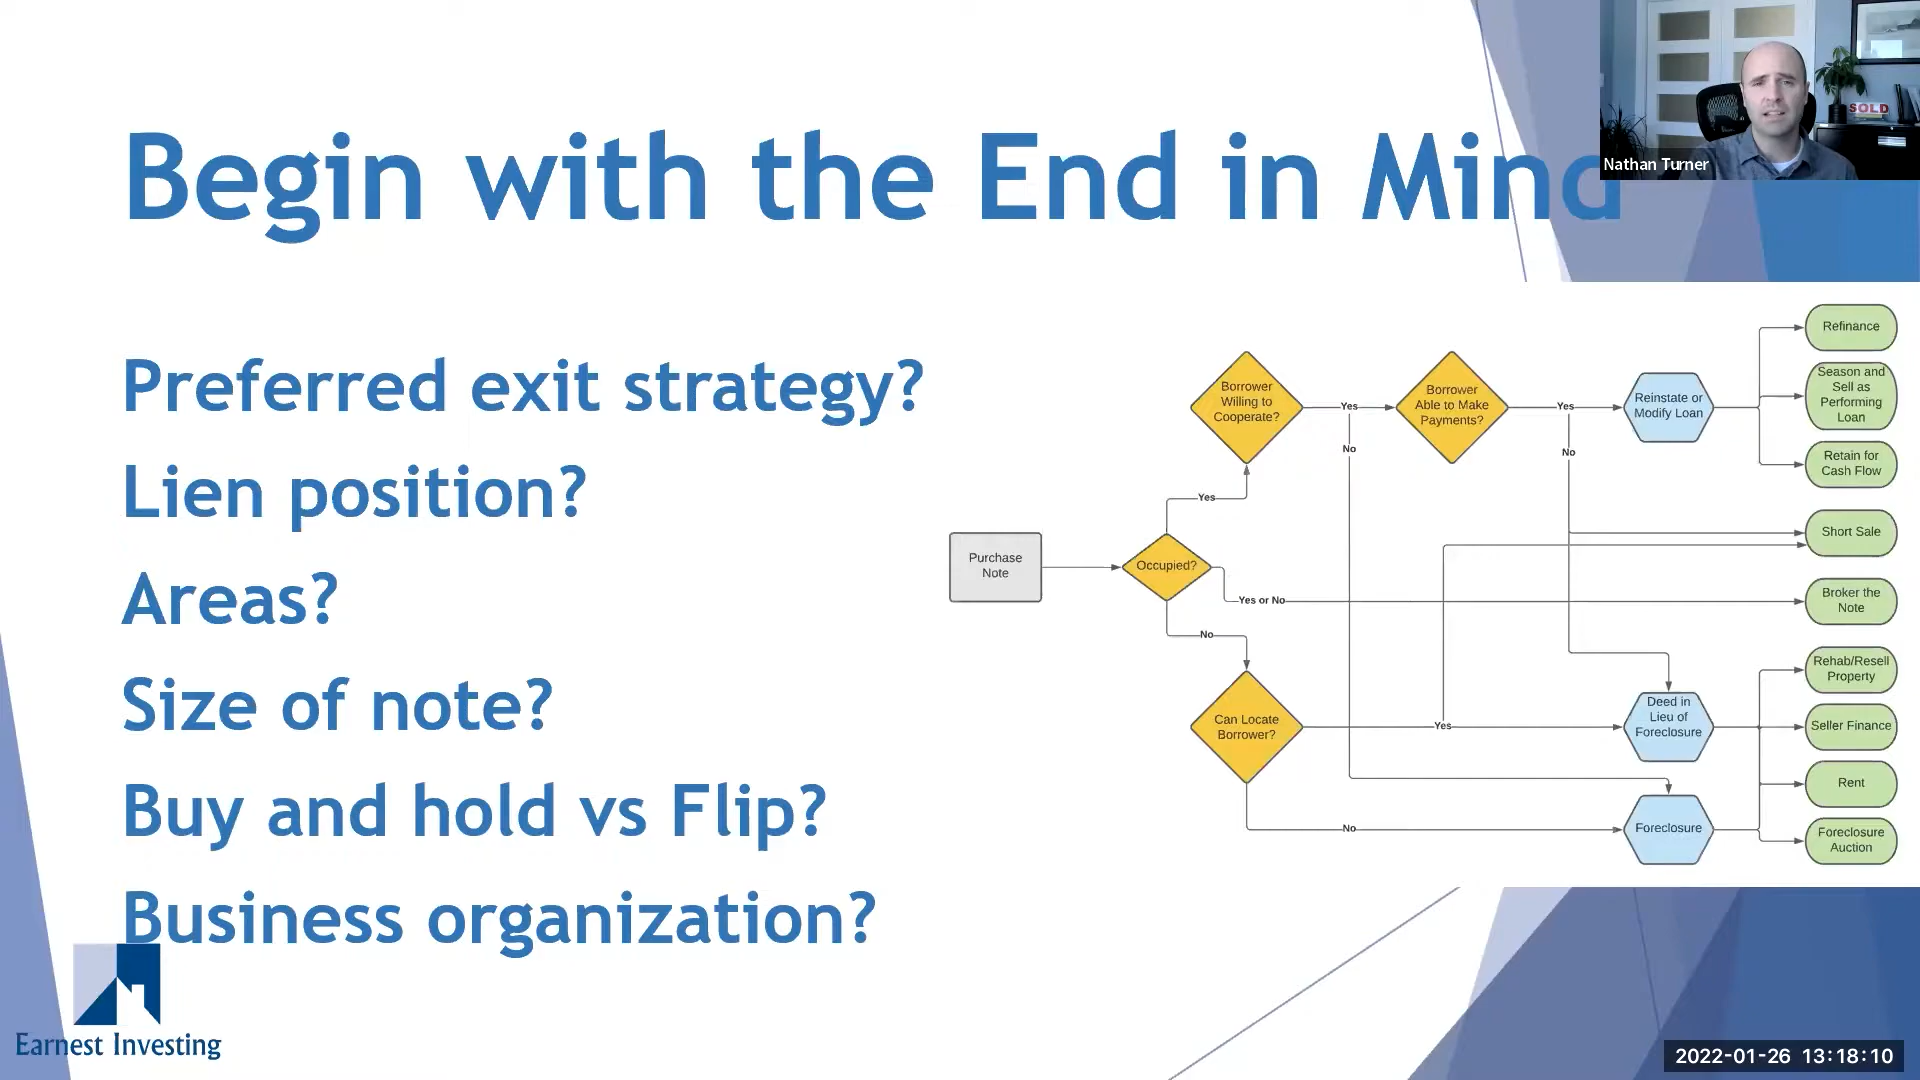 Begin with the End in Mind
SOLD
Nathan Turner
Preferred exit strategy?
Lien position?
Areas?
Size of note?
Buy and hold vs Flip?
Business organization?
Purchase
Note
Occupied?
Yes
No
Yes or No
Borrower
Willing to
Cooperate?
Yes
No
Borrower
Able to Make
Payments?
Yes
No
Can Locate
Borrower?
Yes
No
Reinstate or
Modify Loan
Deed in
Lieu of
Foreclosure
Foreclosure
Refinance
Season and
Sell as
Performing
Loan
Retain for
Cash Flow
Short Sale
Broker the
Note
Rehab/Resell
Property
Seller Finance
Rent
Foreclosure
Auction
Earnest Investing
2022-01-26 13:18:10